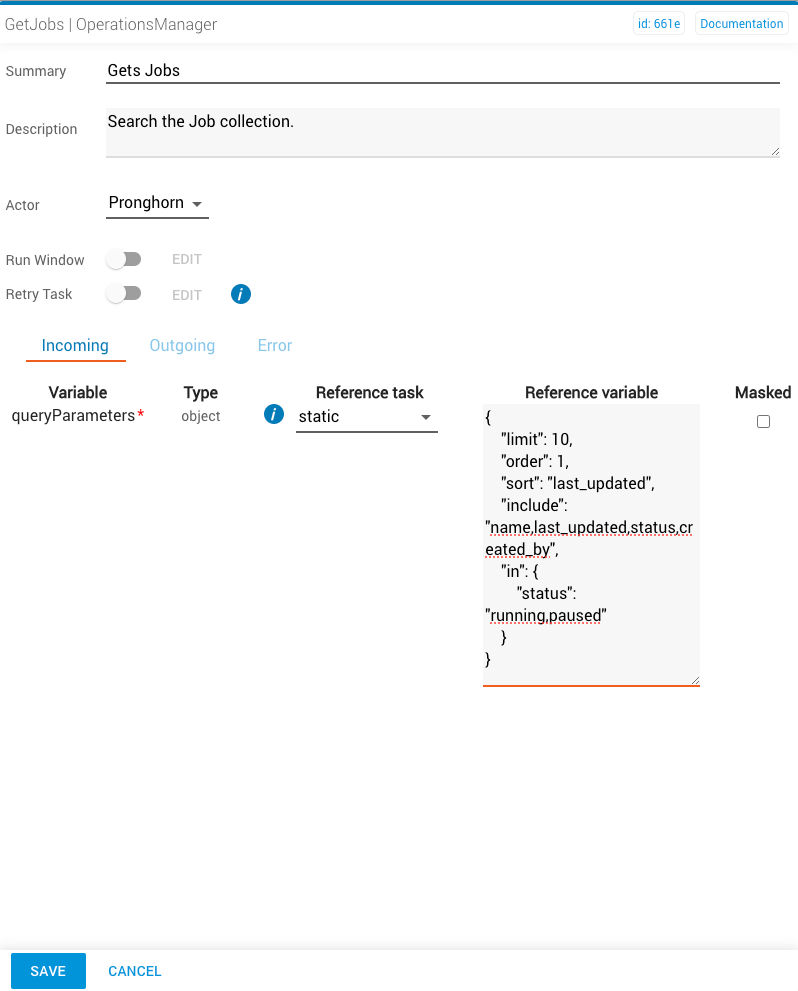 GetJobs | OperationsManager
id: 661e
Documentation
Summary
Gets Jobs
Description
Search the Job collection.
Actor
Pronghorn
Run Window
EDIT
Retry Task
EDIT
i
Incoming
Outgoing
Error
Variable
Type
Reference task
Reference variable
Masked
queryParameters*
object
i
static
{
    "limit": 10,
    "order": 1,
    "sort": "last_updated",
    "include":
"name,last_updated,status,cr
eated_by",
    "in": {
        "status":
"running,paused"
    }
}
SAVE
CANCEL